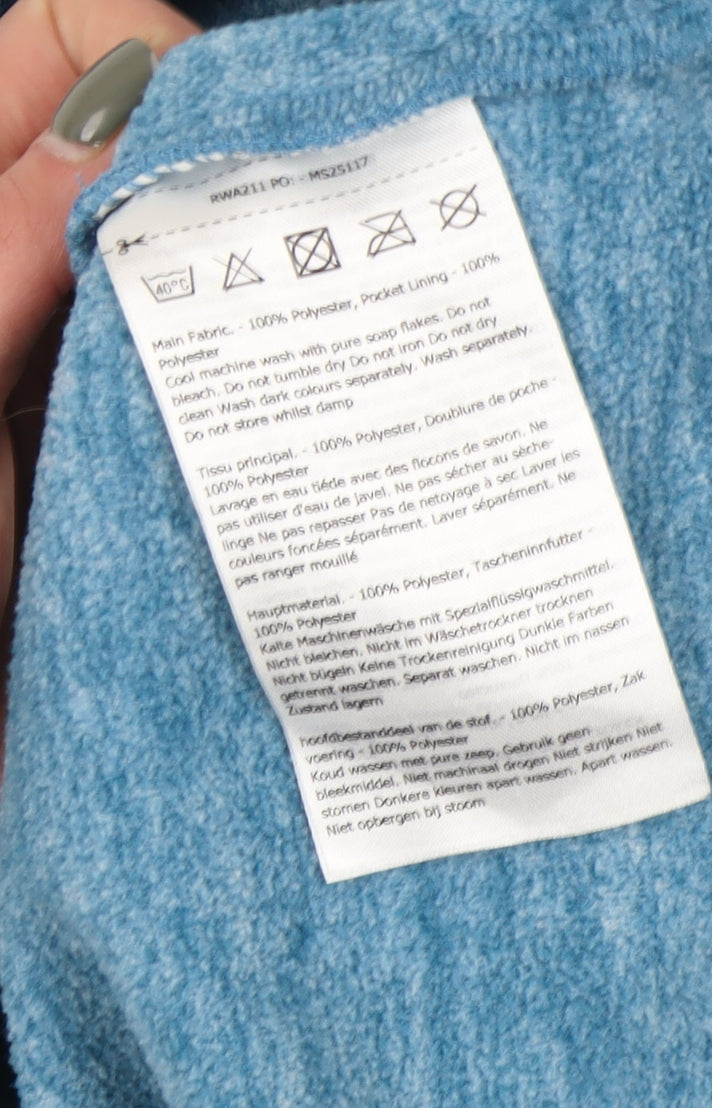 RWA211 PO: - MS25117
40°C
Main Fabric. - 100% Polyester, Pocket Lining - 100%
Polyester
Cool machine wash with pure soap flakes. Do not
bleach. Do not tumble dry Do not Iron Do not dry
clean Wash dark colours separately. Wash separately.
Do not store whilst damp
Tissu principal. - 100% Polyester, Doublure de poche -
100% Polyester
Lavage en eau tiéde avec des flocons de savon. Ne
pas utiliser d'eau de Javel. Ne pas sécher au sèche-
linge Ne pas repasser Pas de netoyage à sec Laver les
couleurs foncées séparément. Laver séparément. Ne
pas ranger mouillé
Hauptmaterial. - 100% Polyester, Tascheninnfutter -
100% Polyester
Kalte Maschinenwäsche mit Spezialflüssigwaschmittel.
Nicht bleichen. Nicht im Wäschetrockner trocknen
Nicht bügeln Keine Trockenreinigung Dunkle Farben
getrennt waschen. Separat waschen. Nicht im nassen
Zustand lagern
hoofdbestanddeel van de stof. - 100% Polyester, Zak
voering - 100% Polyester
Koud wassen met pure zeep. Gebruik geen
bleekmiddel. Niet machinaal drogen Niet strijken Niet
stomen Donkere kleuren apart wassen. Apart wassen.
Niet opbergen bij stoom